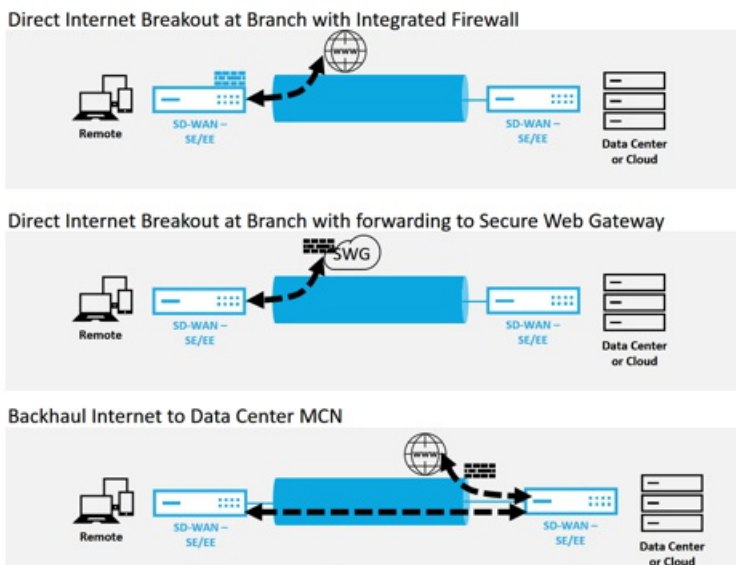 Direct Internet Breakout at Branch with Integrated Firewall
www
Remote
SD-WAN –
SE/EE
SD-WAN –
SE/EE
Data Center
or Cloud
Direct Internet Breakout at Branch with forwarding to Secure Web Gateway
SWG
Remote
SD-WAN –
SE/EE
SD-WAN –
SE/EE
Data Center
or Cloud
Backhaul Internet to Data Center MCN
www
Remote
SD-WAN –
SE/EE
SD-WAN –
SE/EE
Data Center
or Cloud